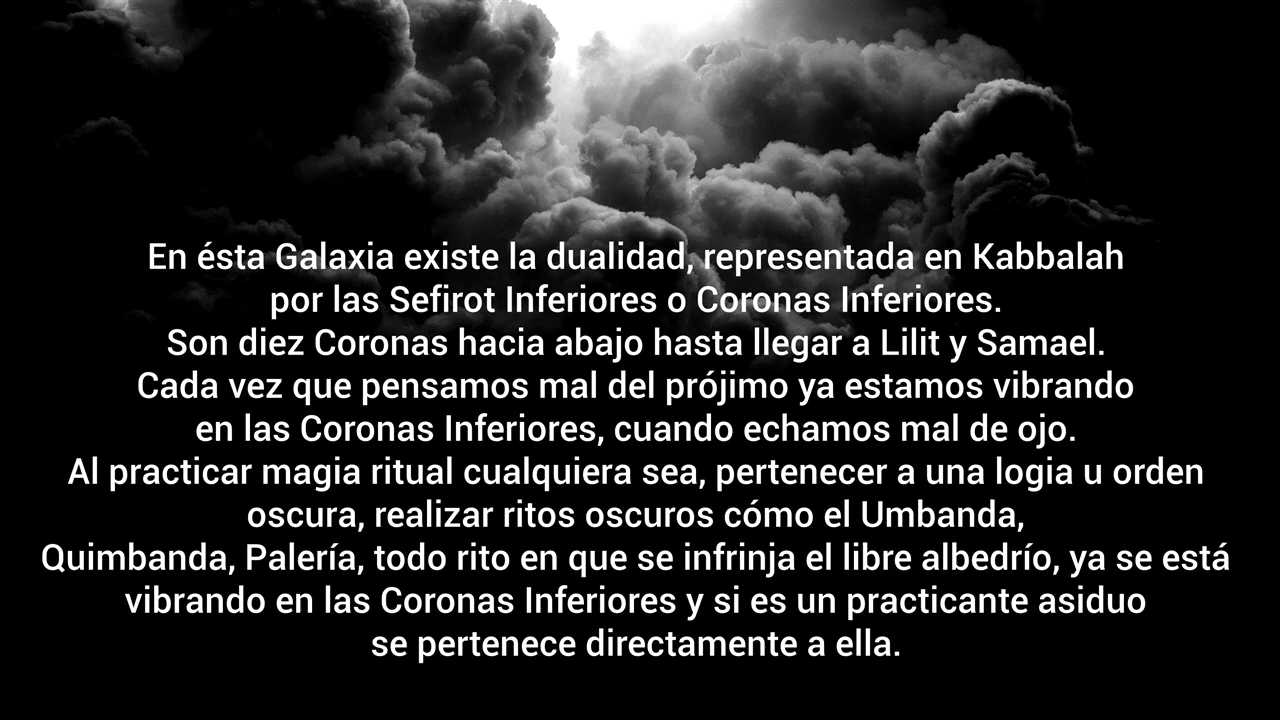 En ésta Galaxia existe la dualidad, representada en Kabbalah
por las Sefirot Inferiores o Coronas Inferiores.
Son diez Coronas hacia abajo hasta llegar a Lilit y Samael.
Cada vez que pensamos mal del prójimo ya estamos vibrando
en las Coronas Inferiores, cuando echamos mal de ojo.
Al practicar magia ritual cualquiera sea, pertenecer a una logia u orden
oscura, realizar ritos oscuros cómo el Umbanda,
Quimbanda, Palería, todo rito en que se infrinja el libre albedrío, ya se está
vibrando en las Coronas Inferiores y si es un practicante asiduo
se pertenece directamente a ella.